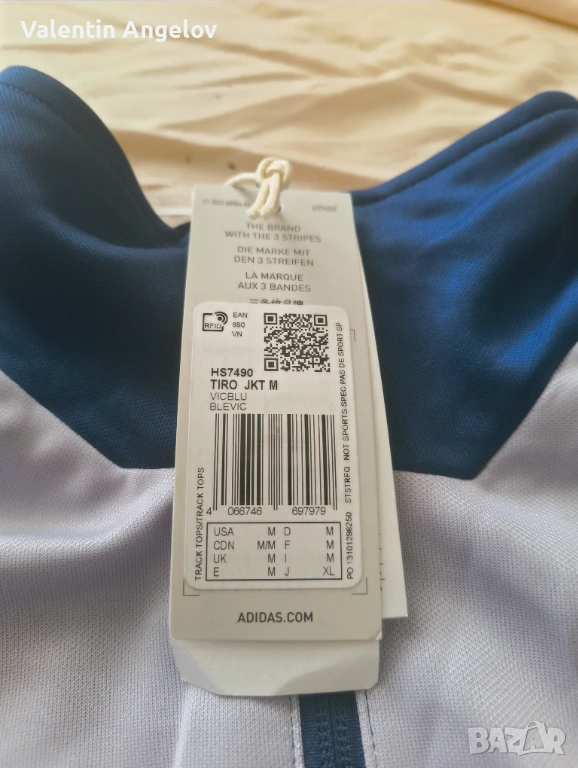 Valentin Angelov
THE BRAND
WITH THE 3 STRIPES
DIE MARKE MIT
DEN 3 STREIFEN
LA MARQUE
AUX 3 BANDES
RFID
EAN
980
VN
HS7490
TIRO JKT M
VICBLU
BLEVIC
TRACK TOPS/TRACK TOPS
STSTRFQ NOT SPORTS SPEC PAS DE SPORT SP
PO 13101296250
4 066746 697979
USA M D M
CDN M/M F M
UK M I M
E M J XL
ADIDAS.COM
BAZAR